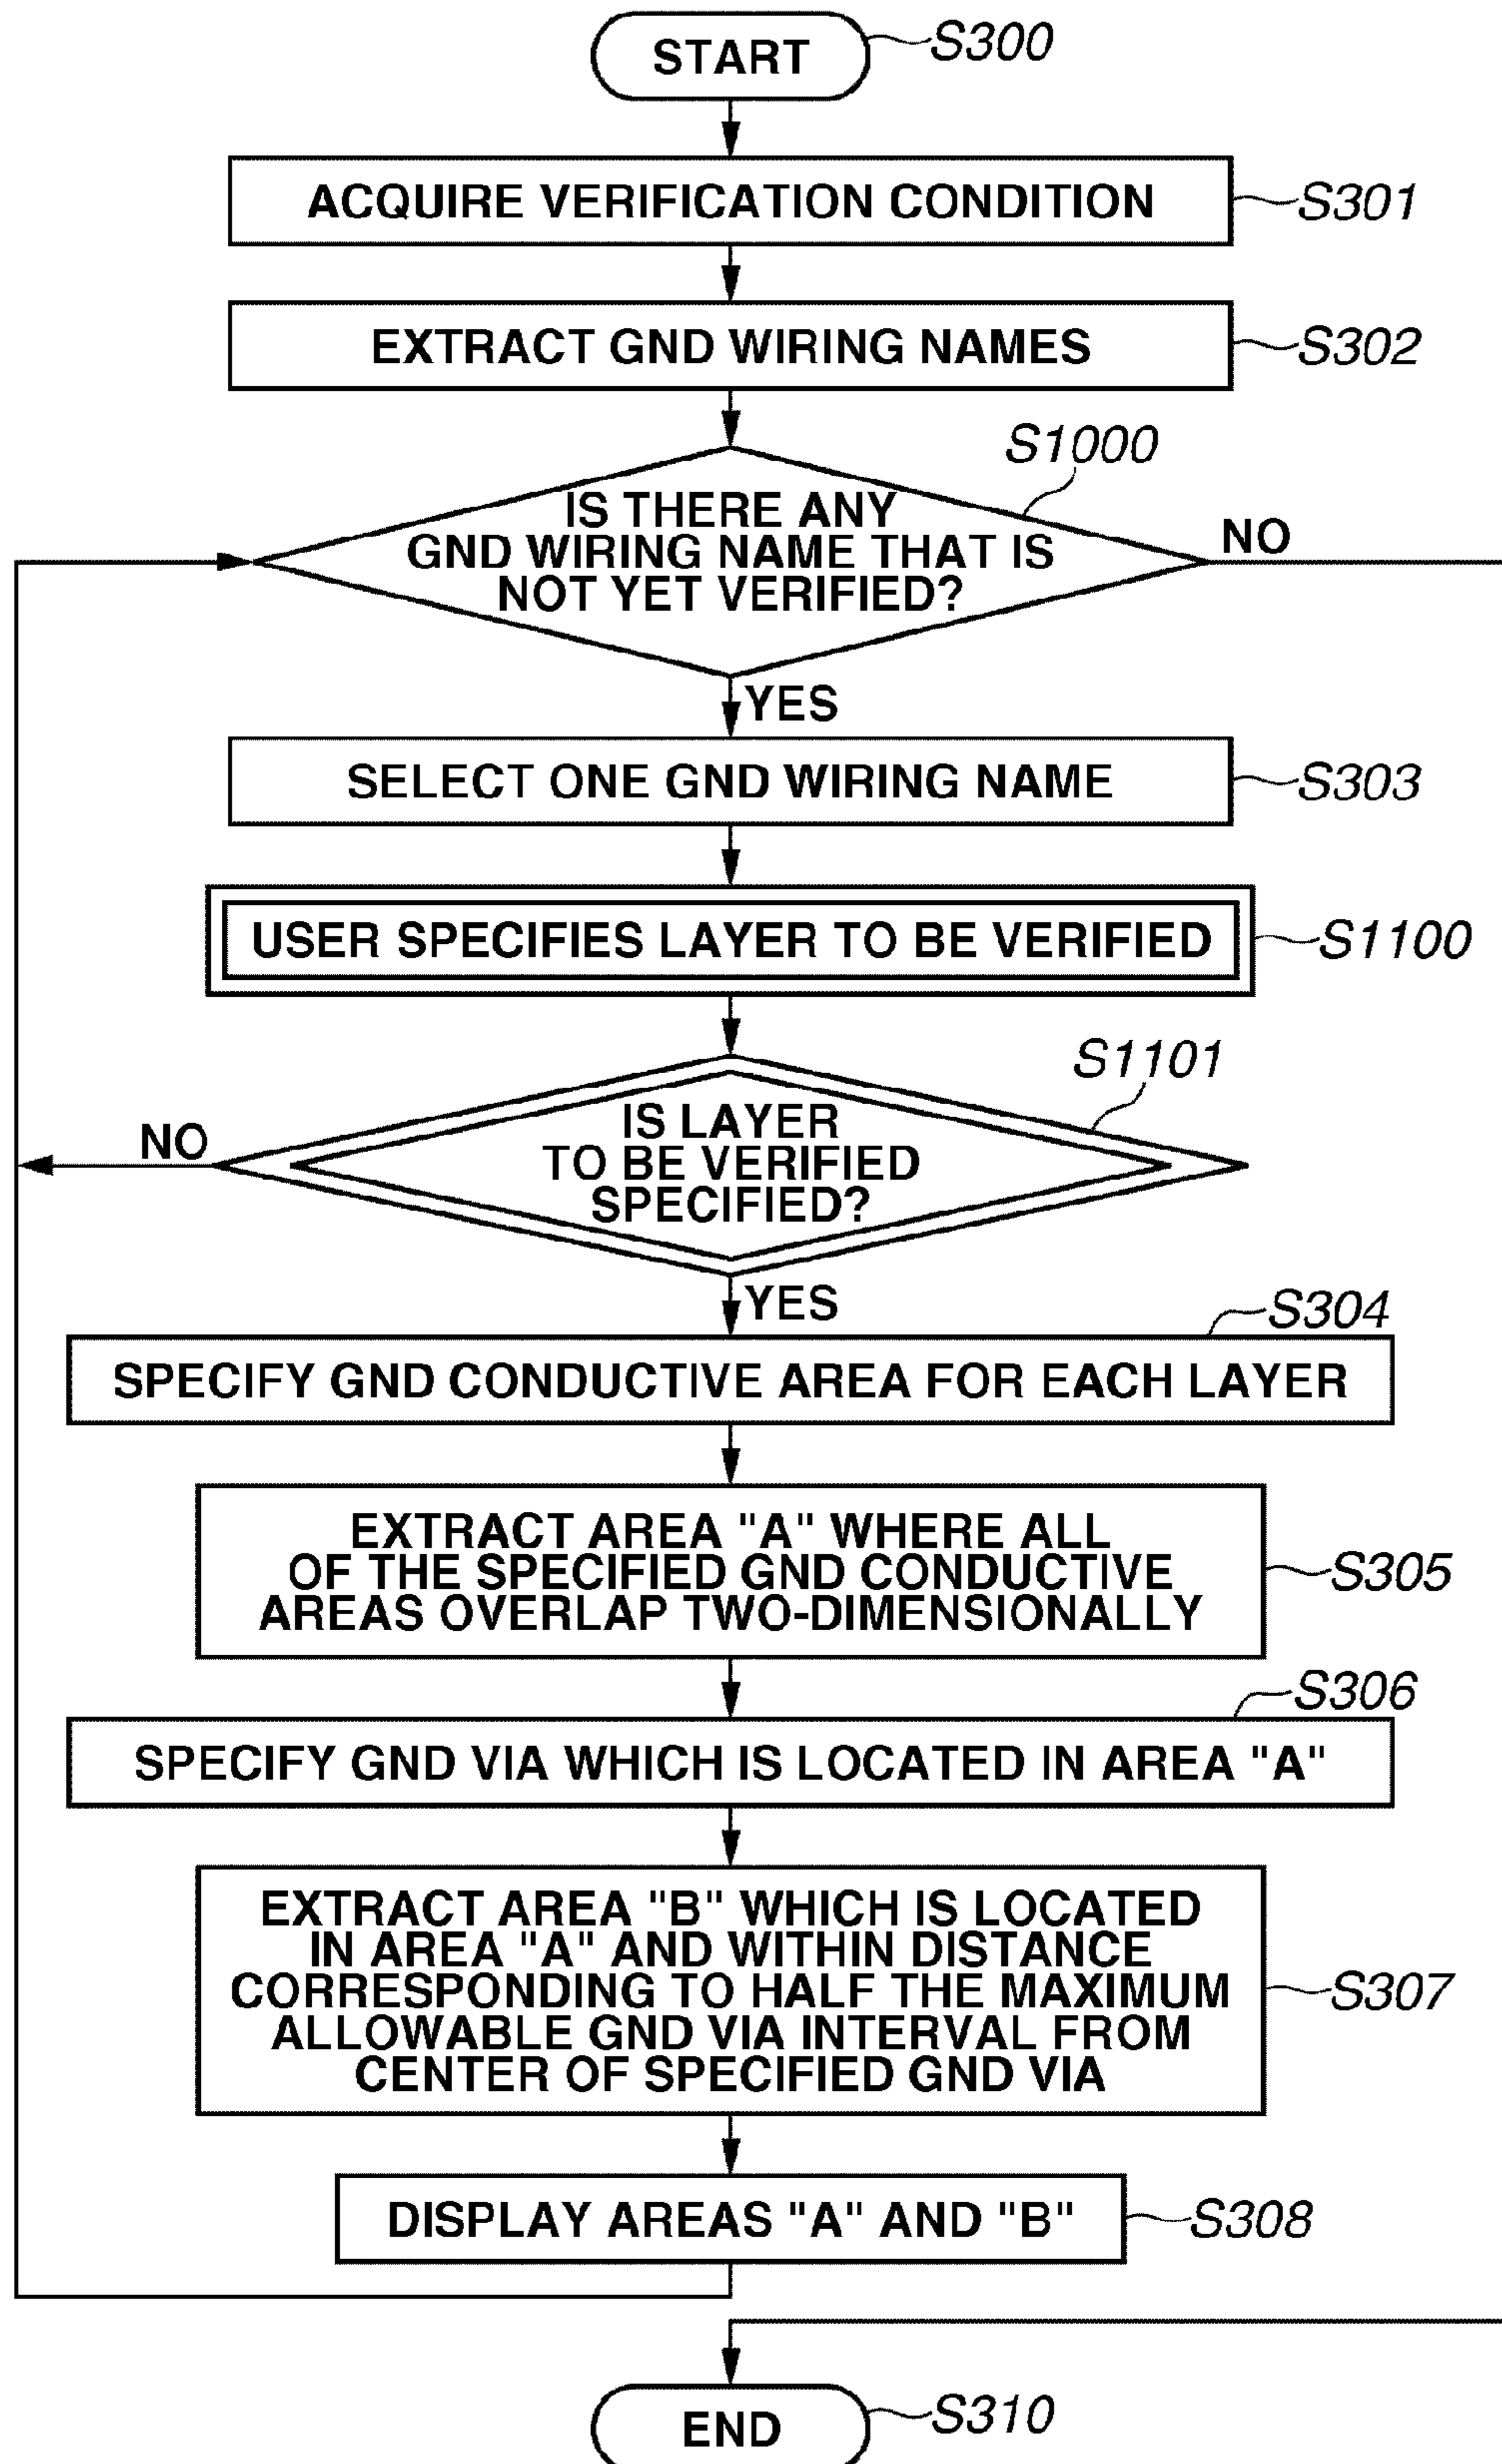 START
S300
ACQUIRE VERIFICATION CONDITION
S301
EXTRACT GND WIRING NAMES
S302
S1000
IS THERE ANY
GND WIRING NAME THAT IS
NOT YET VERIFIED?
NO
YES
SELECT ONE GND WIRING NAME
S303
USER SPECIFIES LAYER TO BE VERIFIED
S1100
S1101
IS LAYER
TO BE VERIFIED
SPECIFIED?
NO
YES
S304
SPECIFY GND CONDUCTIVE AREA FOR EACH LAYER
EXTRACT AREA "A" WHERE ALL
OF THE SPECIFIED GND CONDUCTIVE
AREAS OVERLAP TWO-DIMENSIONALLY
S305
S306
SPECIFY GND VIA WHICH IS LOCATED IN AREA "A"
EXTRACT AREA "B" WHICH IS LOCATED
IN AREA "A" AND WITHIN DISTANCE
CORRESPONDING TO HALF THE MAXIMUM
ALLOWABLE GND VIA INTERVAL FROM
CENTER OF SPECIFIED GND VIA
S307
DISPLAY AREAS "A" AND "B"
S308
END
S310